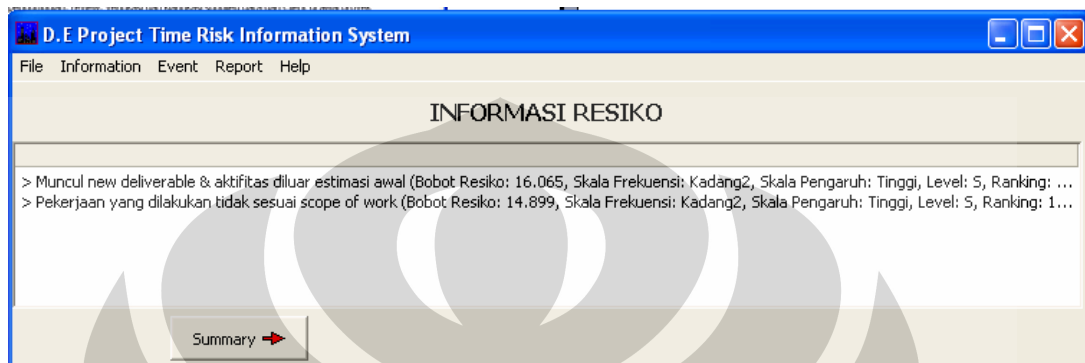 D.E Project Time Risk Information System
File Information Event Report Help
INFORMASI RESIKO
> Muncul new deliverable & aktifitas diluar estimasi awal (Bobot Resiko: 16.065, Skala Frekuensi: Kadang2, Skala Pengaruh: Tinggi, Level: S, Ranking: ...
> Pekerjaan yang dilakukan tidak sesuai scope of work (Bobot Resiko: 14.899, Skala Frekuensi: Kadang2, Skala Pengaruh: Tinggi, Level: S, Ranking: 1...
Summary